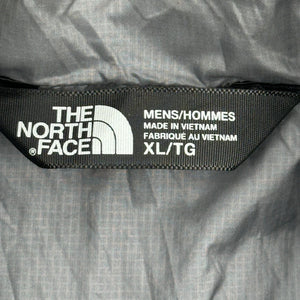 THE
NORTH
FACE®
MENS/HOMMES
MADE IN VIETNAM
FABRIQUÉ AU VIETNAM
XL/TG